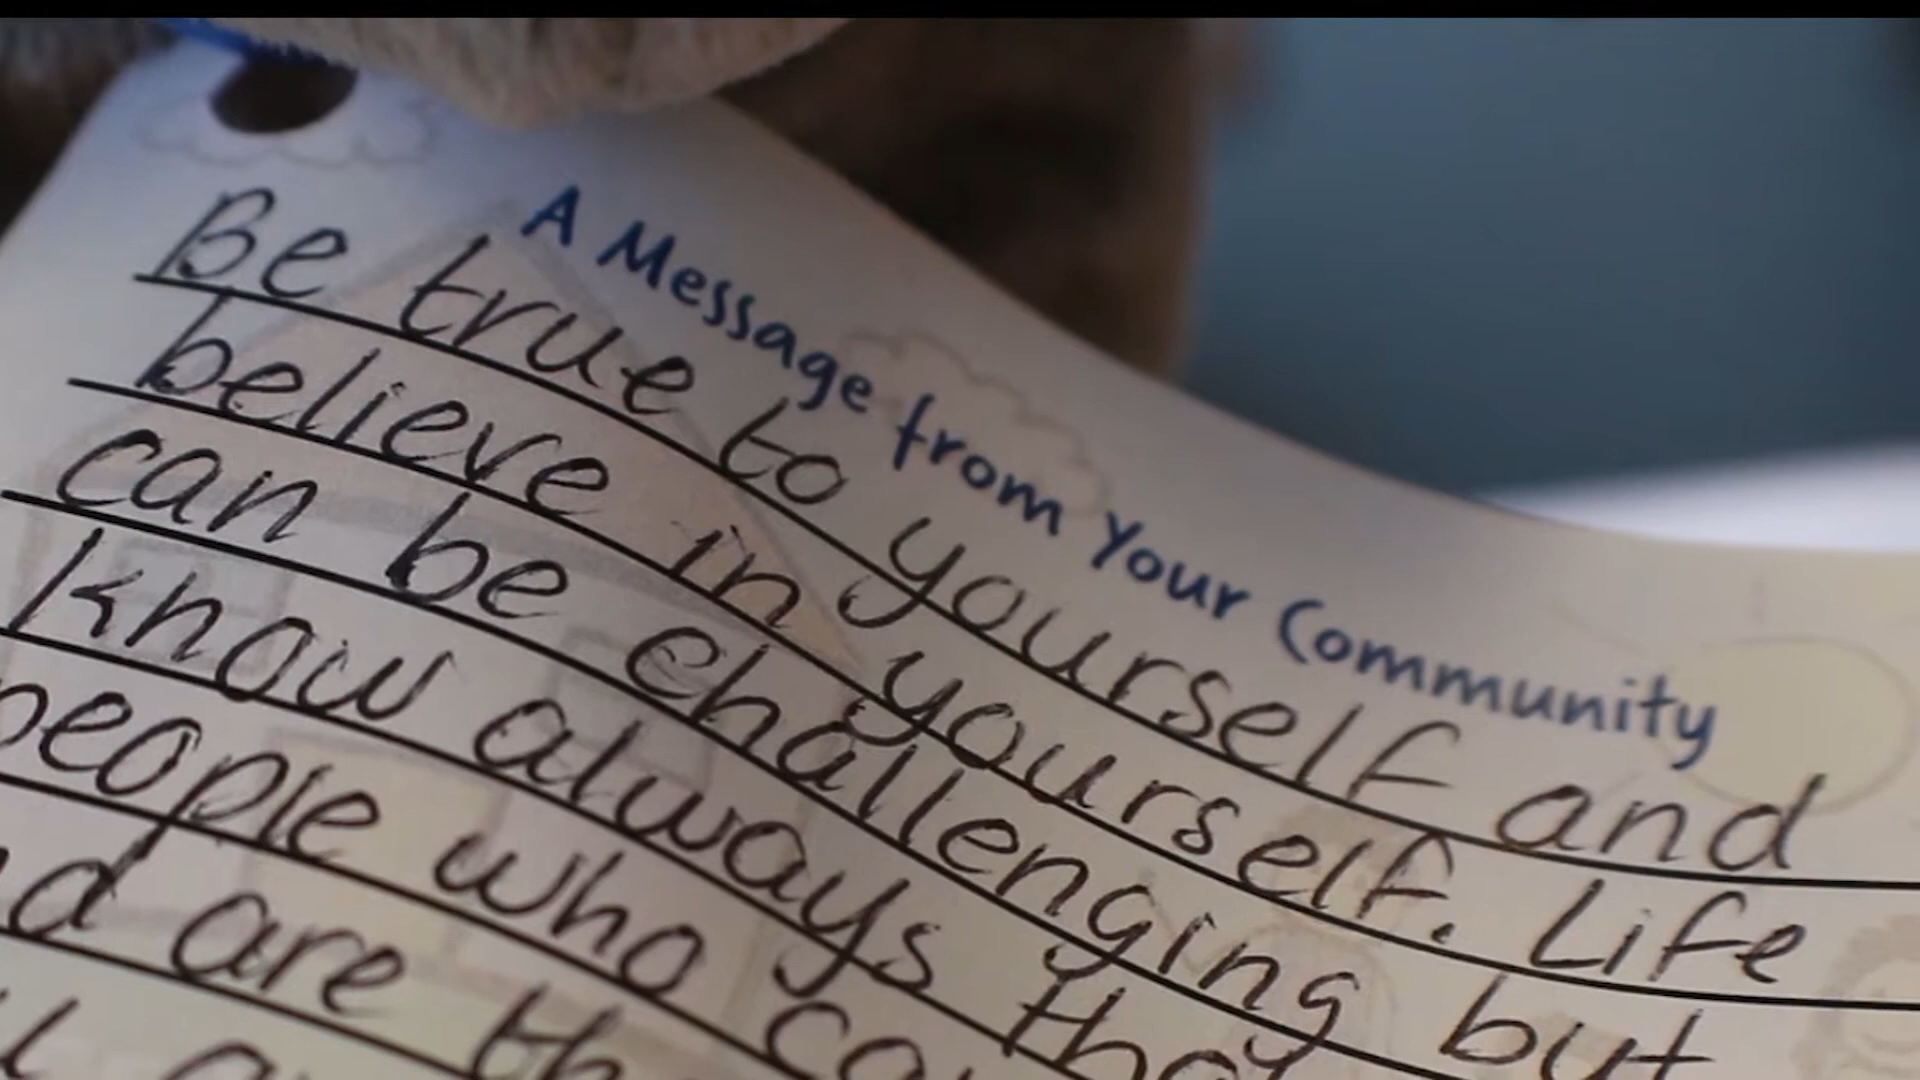 A Message from Your Community
Be true to yourself and
believe in yourself. Life
can be challenging but
know always
people who
are